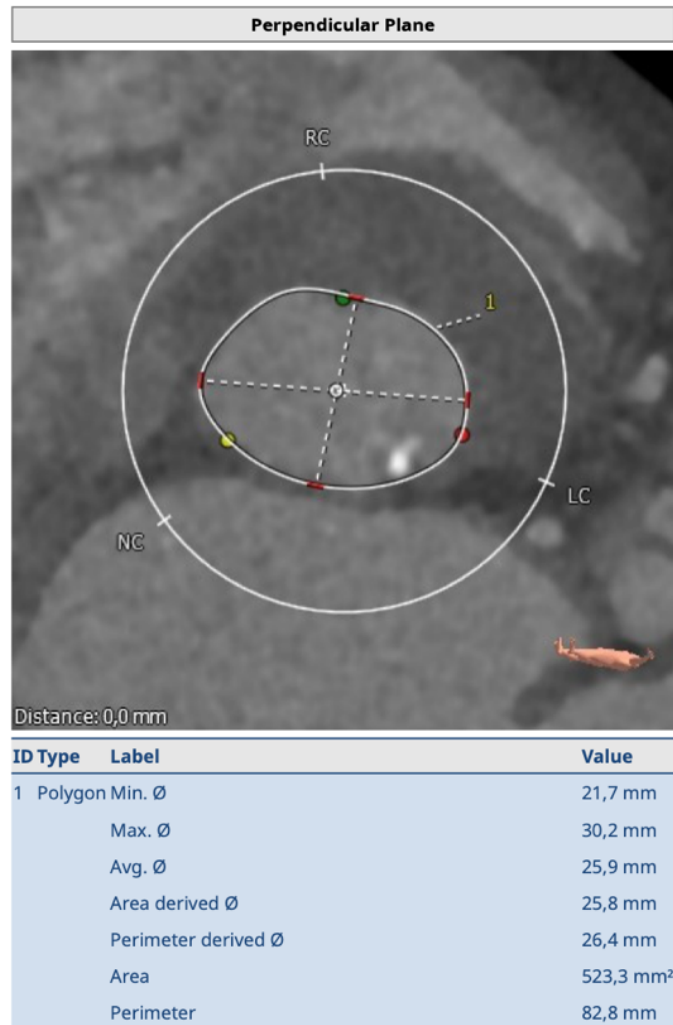 Perpendicular Plane
RC
1
LC
NC
Distance: 0,0 mm
ID Type Label Value
1 Polygon Min. Ø 21,7 mm
Max. Ø 30,2 mm
Avg. Ø 25,9 mm
Area derived Ø 25,8 mm
Perimeter derived Ø 26,4 mm
Area 523,3 mm²
Perimeter 82,8 mm